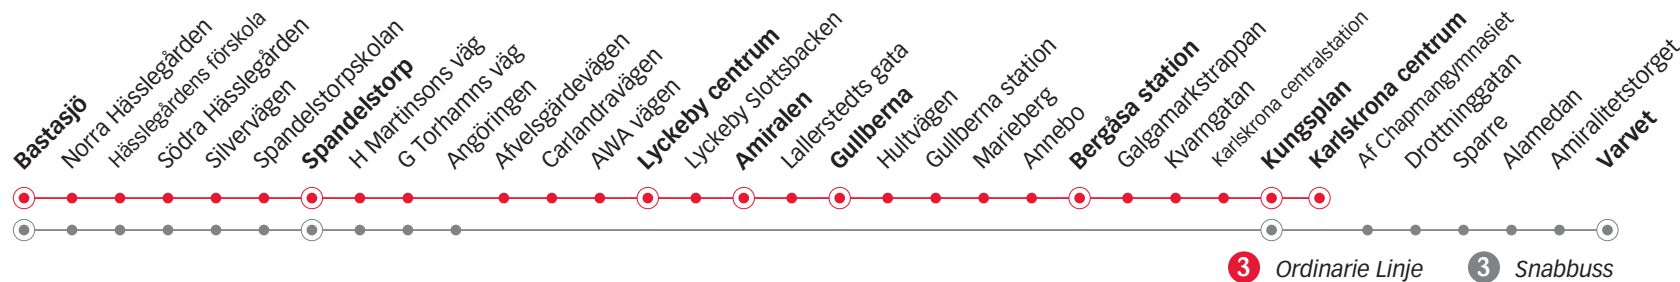 Bastasjö
Norra Hässlegården
Hässlegårdens förskola
Södra Hässlegården
Silvervägen
Spandelstorpskolan
Spandelstorp
H Martinsons väg
G Torhamns väg
Angöringen
Afvelsgärdevägen
Carlandravägen
AWA vägen
Lyckeby centrum
Lyckeby Slottsbacken
Amiralen
Lallerstedts gata
Gullberna
Hultvägen
Gullberna station
Marieberg
Annebo
Bergåsa station
Galgamarkstrappan
Kvarngatan
Karlskrona centralstation
Kungsplan
Karlskrona centrum
Af Chapmangymnasiet
Drottninggatan
Sparre
Alamedan
Amiralitetstorget
Varvet
3 Ordinarie Linje
3 Snabbuss